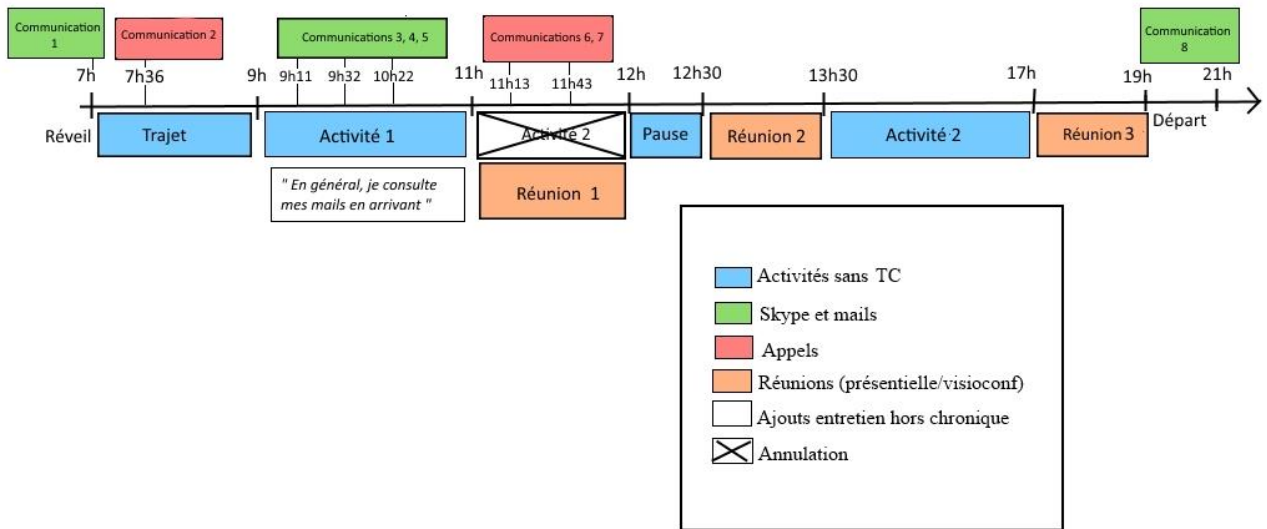 Communication
1
Communication 2
Communications 3, 4, 5
Communications 6, 7
Communication
8
7h
7h36
9h
9h11
9h32
10h22
11h
11h13
11h43
12h
12h30
13h30
17h
19h
21h
Réveil
Trajet
Activité 1
Activité 2
Pause
Réunion 2
Activité 2
Réunion 3
Départ
" En général, je consulte
mes mails en arrivant "
Réunion 1
Activités sans TC
Skype et mails
Appels
Réunions (présentielle/visioconf)
Ajouts entretien hors chronique
Annulation